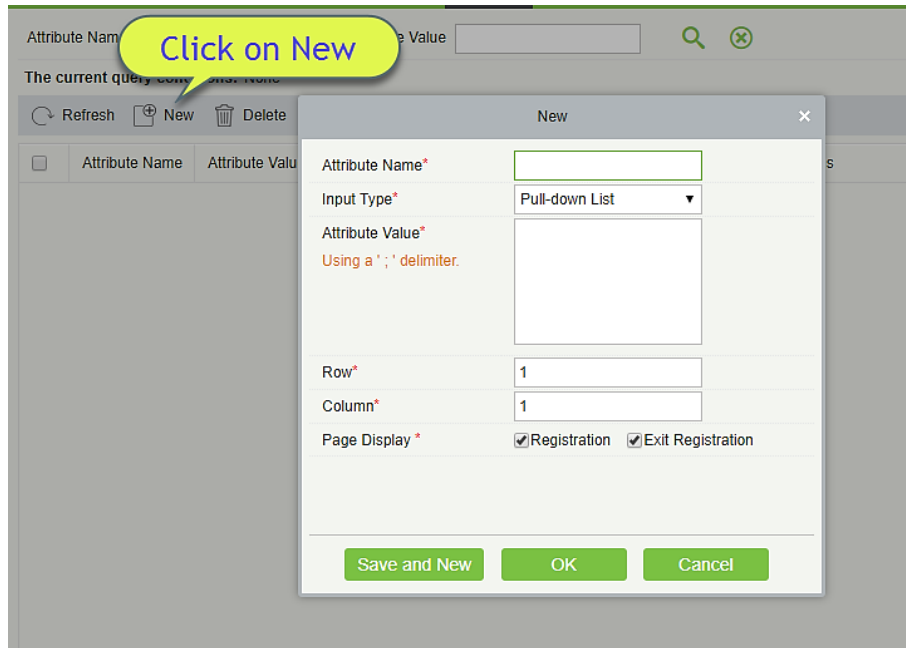 Attribute Nam
e Value
Click on New
The current query conditions: None
Refresh New Delete
Attribute Name Attribute Valu
s
New
Attribute Name*
Input Type* Pull-down List
Attribute Value*
Using a ' ; ' delimiter.
Row* 1
Column* 1
Page Display * Registration Exit Registration
Save and New OK Cancel